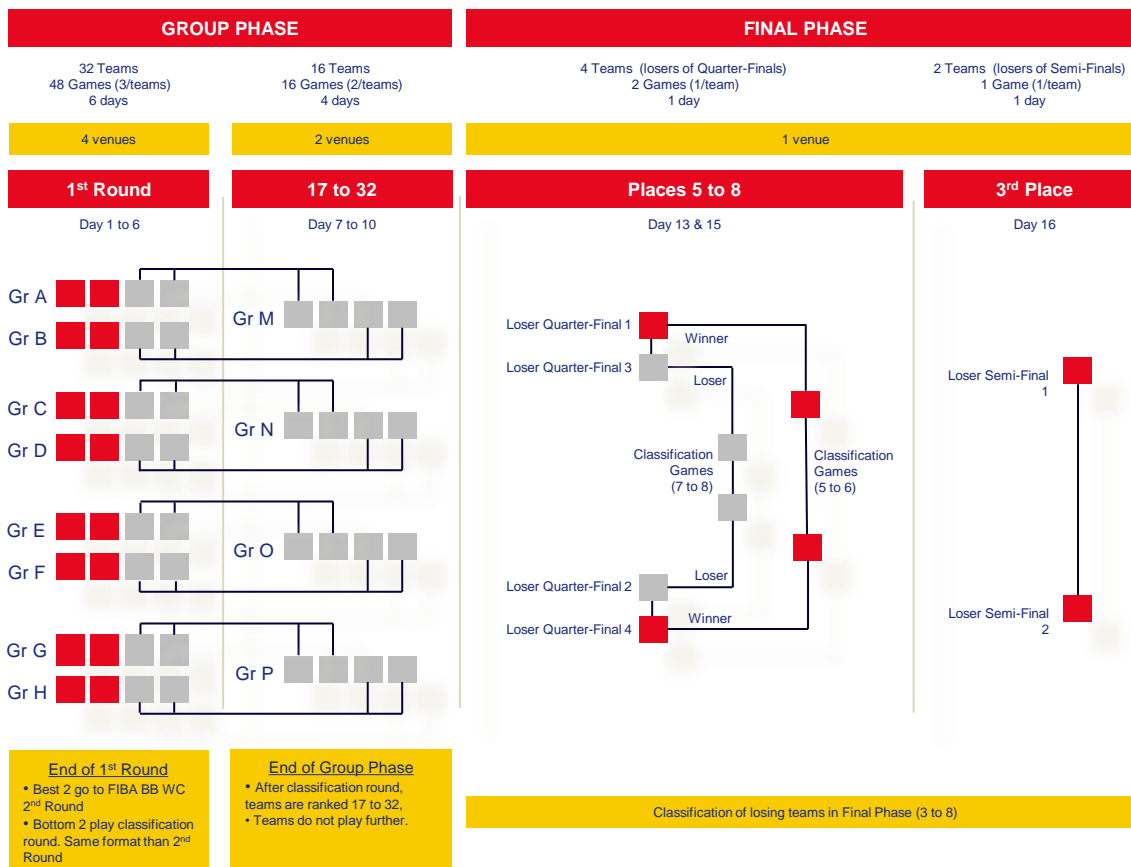 GROUP PHASE
FINAL PHASE
32 Teams
48 Games (3/teams)
6 days
16 Teams
16 Games (2/teams)
4 days
4 Teams (losers of Quarter-Finals)
2 Games (1/team)
1 day
2 Teams (losers of Semi-Finals)
1 Game (1/team)
1 day
4 venues
2 venues
1 venue
1st Round
17 to 32
Places 5 to 8
3rd Place
Day 1 to 6
Day 7 to 10
Day 13 & 15
Day 16
Gr A
Gr B
Gr M
Gr C
Gr D
Gr N
Gr E
Gr F
Gr O
Gr G
Gr H
Gr P
Loser Quarter-Final 1
Winner
Loser Quarter-Final 3
Loser
Classification
Games
(7 to 8)
Classification
Games
(5 to 6)
Loser Quarter-Final 2
Loser
Loser Quarter-Final 4
Winner
Loser Semi-Final
1
Loser Semi-Final
2
End of 1st Round
• Best 2 go to FIBA BB WC
2nd Round
• Bottom 2 play classification
round. Same format than 2nd
Round
End of Group Phase
• After classification round,
teams are ranked 17 to 32,
• Teams do not play further.
Classification of losing teams in Final Phase (3 to 8)